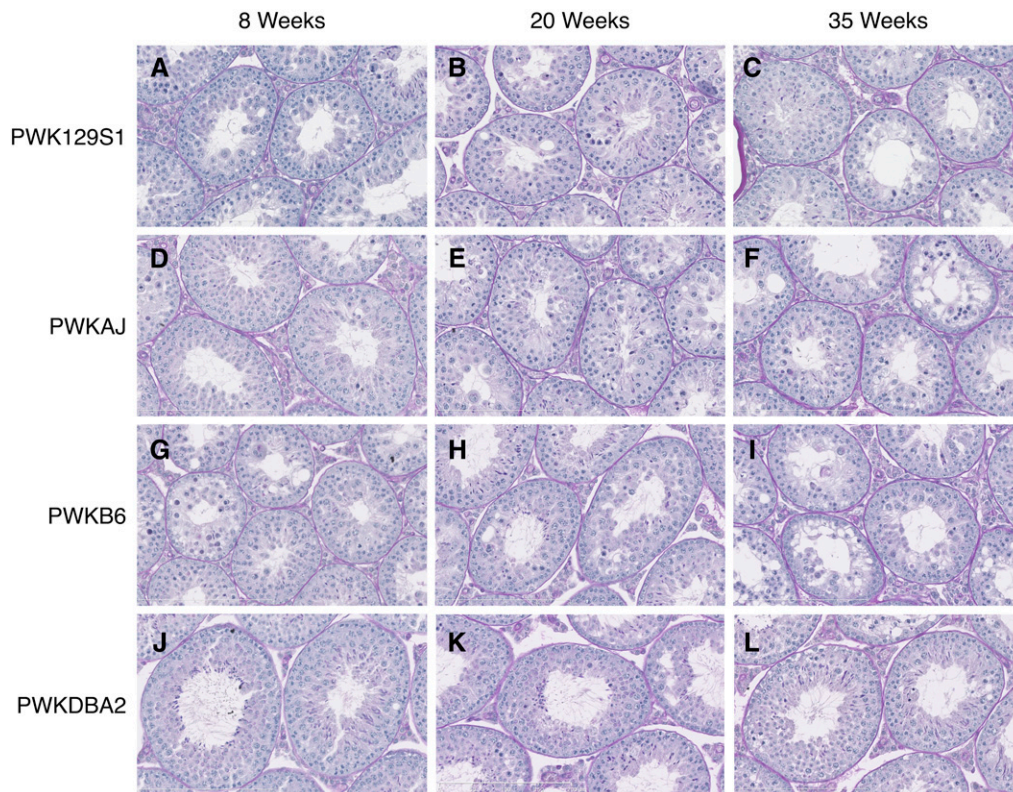 8 Weeks 20 Weeks 35 Weeks
PWK129S1 A B C
PWKAJ D E F
PWKB6 G H I
PWKDBA2 J K L